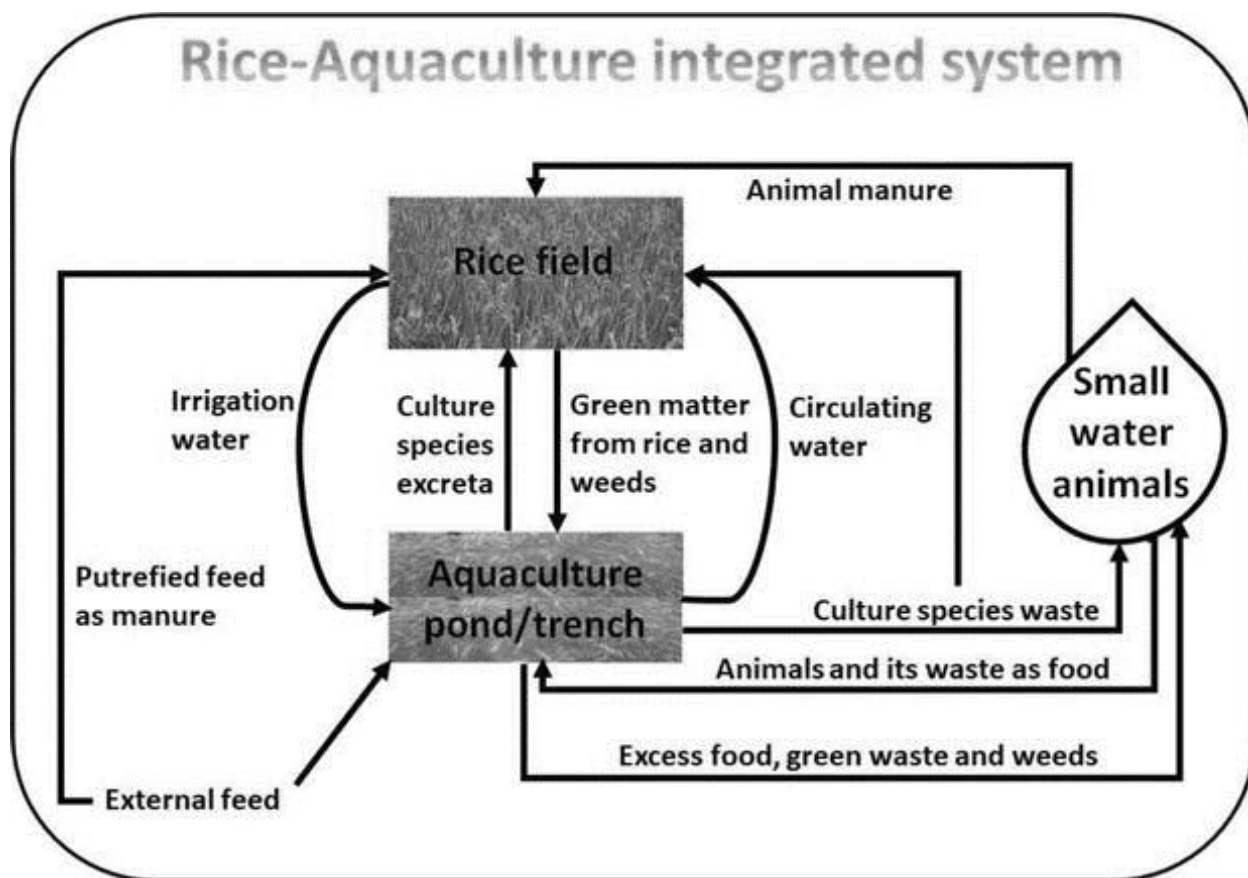 Rice-Aquaculture integrated system
Animal manure
Rice field
Irrigation
water
Culture
species
excreta
Green matter
from rice and
weeds
Circulating
water
Small
water
animals
Putrefied feed
as manure
Aquaculture
pond/trench
Culture species waste
Animals and its waste as food
Excess food, green waste and weeds
External feed